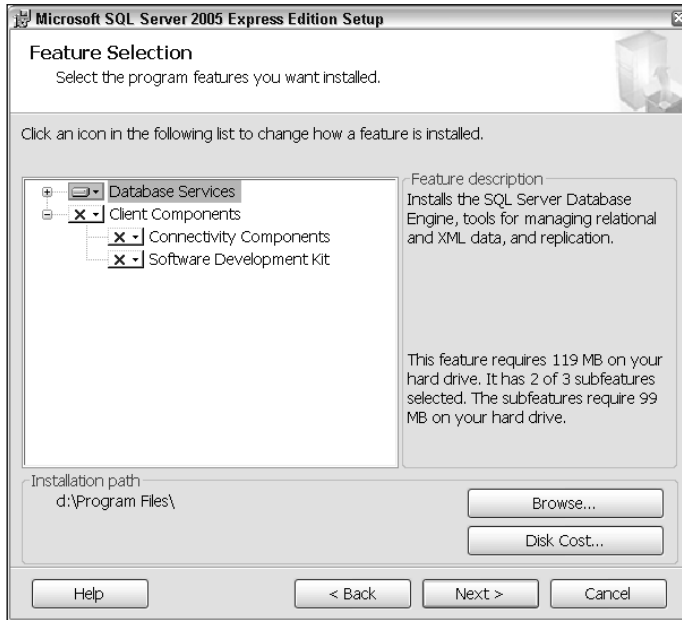 Microsoft SQL Server 2005 Express Edition Setup
Feature Selection
Select the program features you want installed.
Click an icon in the following list to change how a feature is installed.
Database Services
Client Components
Connectivity Components
Software Development Kit
Feature description
Installs the SQL Server Database
Engine, tools for managing relational
and XML data, and replication.
This feature requires 119 MB on your
hard drive. It has 2 of 3 subfeatures
selected. The subfeatures require 99
MB on your hard drive.
Installation path
d:\Program Files\
Browse...
Disk Cost...
Help
< Back
Next >
Cancel